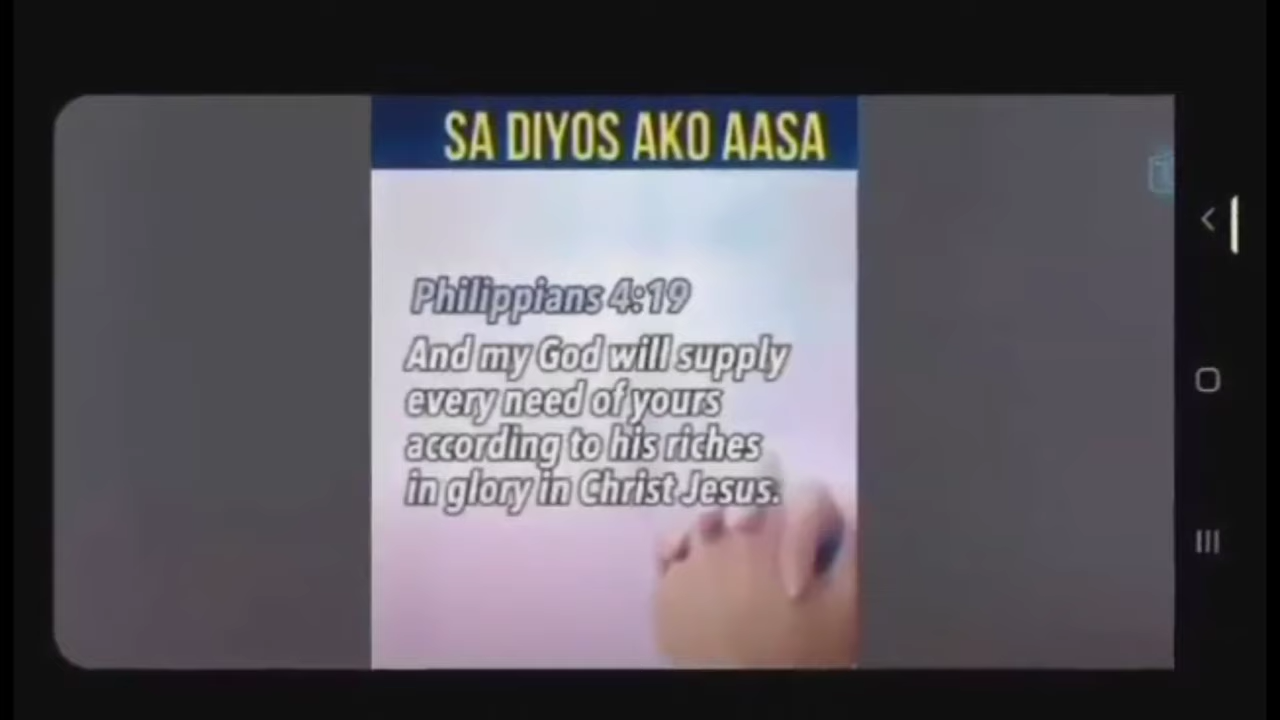 SA DIYOS AKO AASA
Philippians 4:19
And my God will supply
every need of yours
according to his riches
in glory in Christ Jesus.